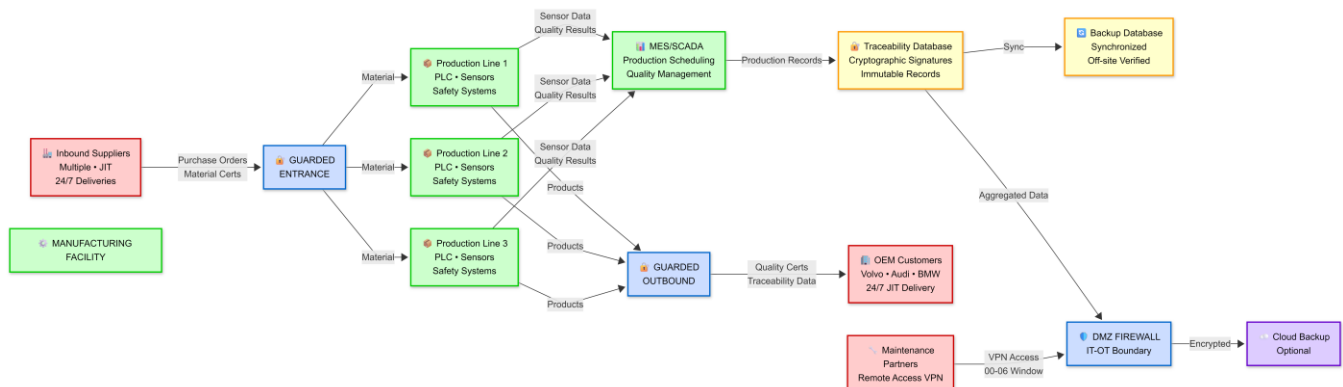 Sensor Data
Quality Results
Production Line 1
PLC • Sensors
Safety Systems
MES/SCADA
Production Scheduling
Quality Management
Production Records
Traceability Database
Cryptographic Signatures
Immutable Records
Sync
Backup Database
Synchronized
Off-site Verified
Material
Sensor Data
Quality Results
Inbound Suppliers
Multiple • JIT
24/7 Deliveries
Purchase Orders
Material Certs
GUARDED
ENTRANCE
Material
Production Line 2
PLC • Sensors
Safety Systems
Sensor Data
Quality Results
Products
Aggregated Data
MANUFACTURING
FACILITY
Material
Production Line 3
PLC • Sensors
Safety Systems
Products
Products
GUARDED
OUTBOUND
Quality Certs
Traceability Data
OEM Customers
Volvo • Audi • BMW
24/7 JIT Delivery
Maintenance
Partners
Remote Access VPN
VPN Access
00-06 Window
DMZ FIREWALL
IT-OT Boundary
Encrypted
Cloud Backup
Optional